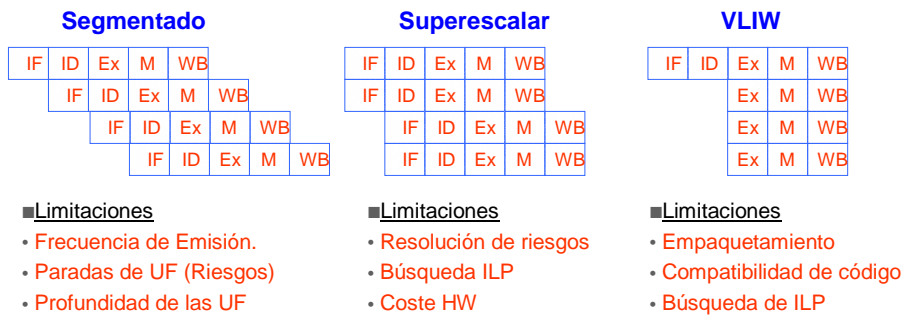 Segmentado
IF ID Ex M WB
IF ID Ex M WB
IF ID Ex M WB
IF ID Ex M WB
■Limitaciones
• Frecuencia de Emisión.
• Paradas de UF (Riesgos)
• Profundidad de las UF
Superescalar
IF ID Ex M WB
IF ID Ex M WB
IF ID Ex M WB
IF ID Ex M WB
■Limitaciones
• Resolución de riesgos
• Búsqueda ILP
• Coste HW
VLIW
IF ID Ex M WB
Ex M WB
Ex M WB
Ex M WB
■Limitaciones
• Empaquetamiento
• Compatibilidad de código
• Búsqueda de ILP